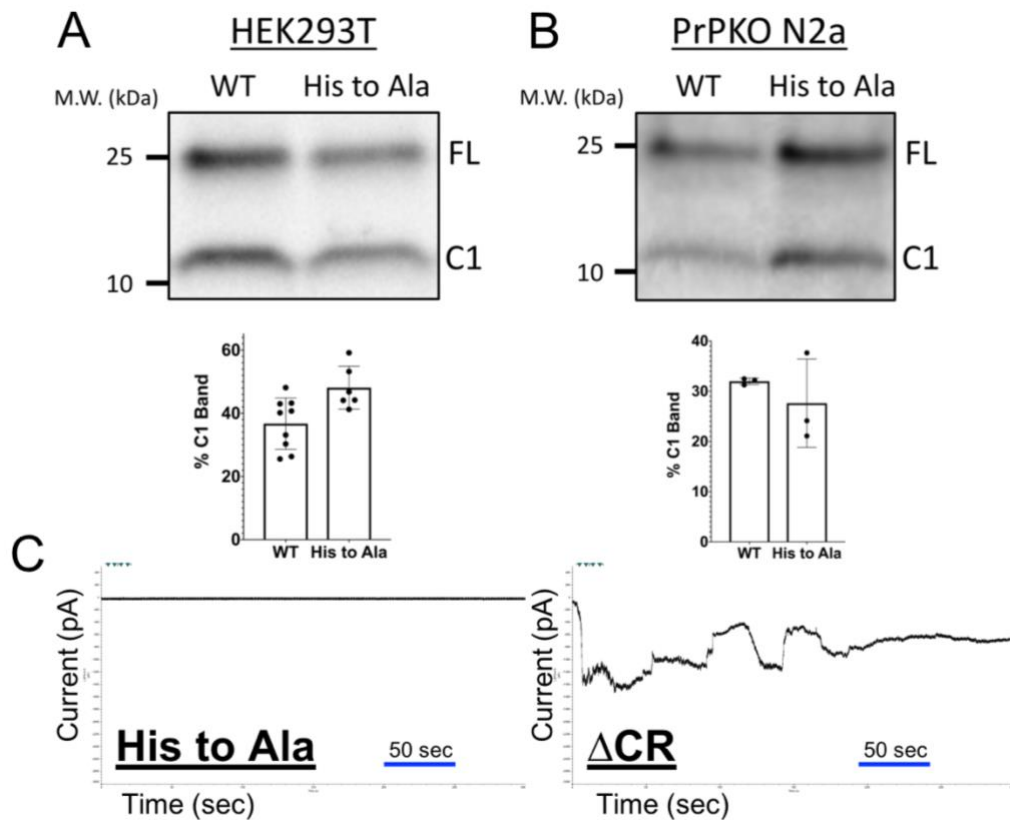 A
HEK293T
WT His to Ala
M.W. (kDa)
25
FL
C1
10
% C1 Band
60
40
20
0
WT His to Ala
B
PrPKO N2a
WT His to Ala
M.W. (kDa)
25
FL
C1
10
% C1 Band
40
30
20
10
0
WT His to Ala
C
Current (pA)
His to Ala
50 sec
Time (sec)
Current (pA)
ΔCR
50 sec
Time (sec)